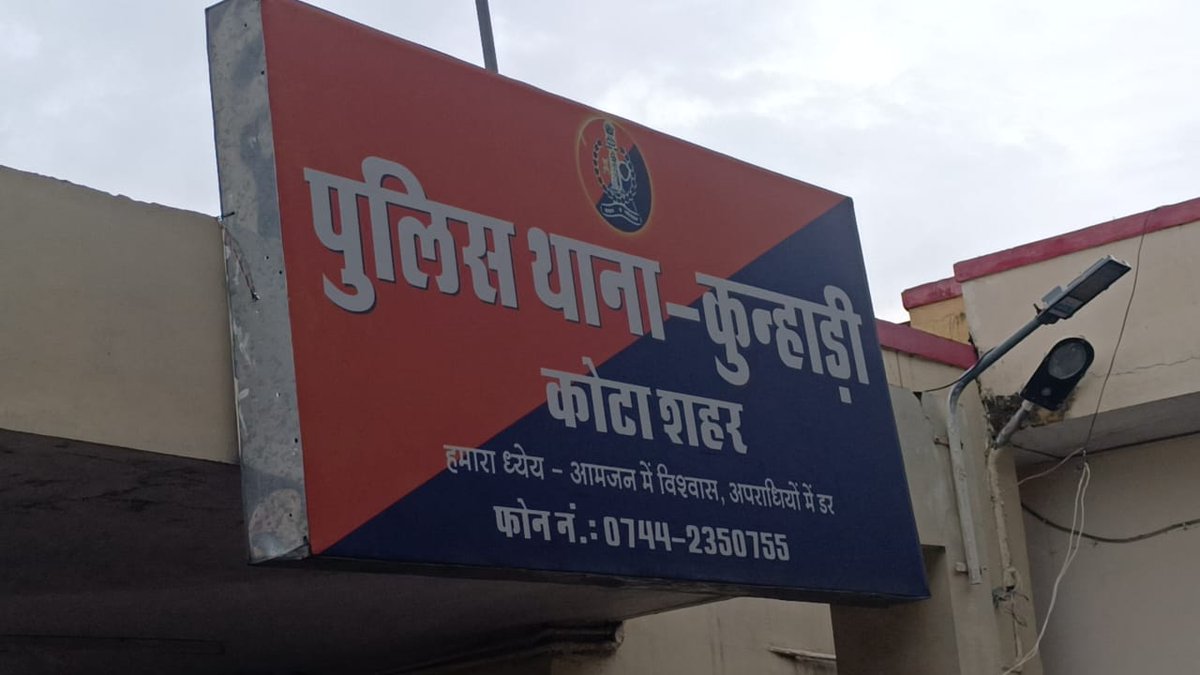 पुलिस थाना-कुन्हाड़ी
कोटा शहर
हमारा ध्येय - आमजन में विश्वास, अपराधियों में डर
फोन नं.: 0744-2350755